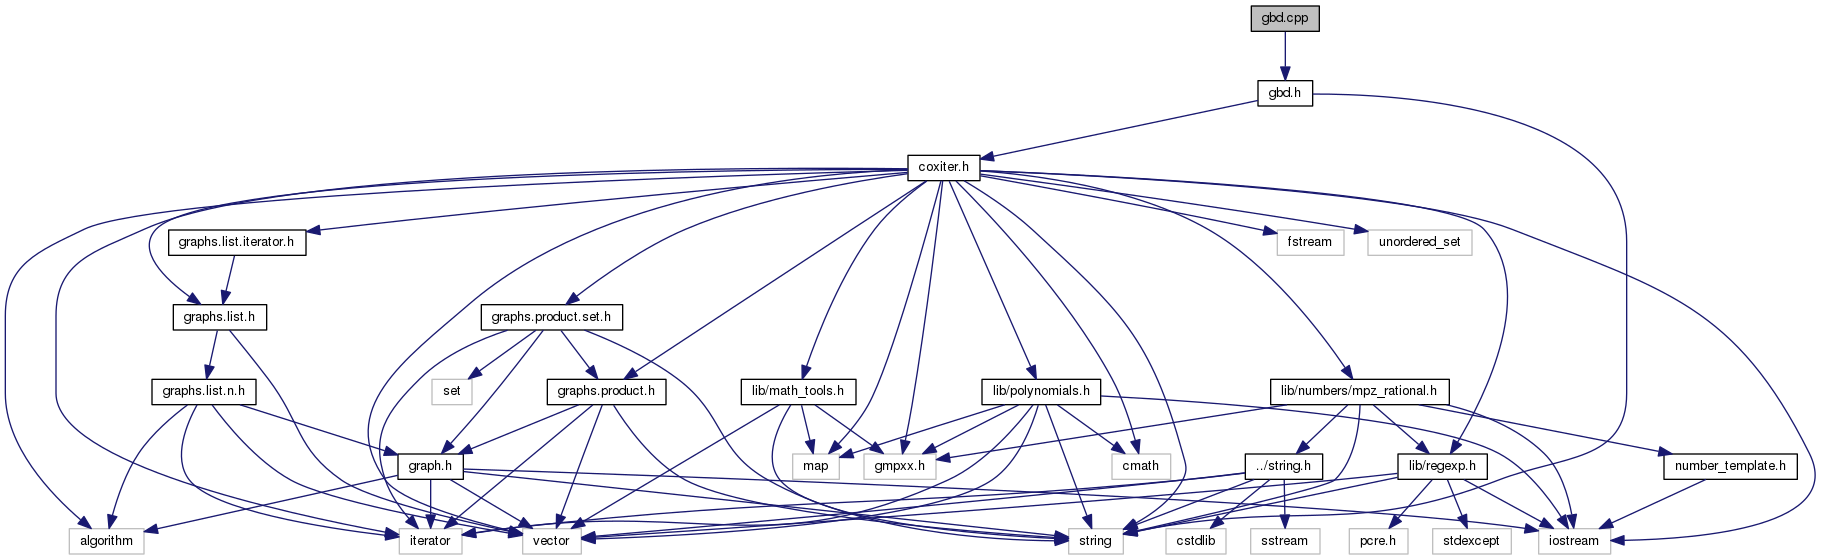 gbd.cpp
gbd.h
coxiter.h
graphs.list.iterator.h
fstream
unordered_set
graphs.list.h
graphs.product.set.h
graphs.list.n.h
set
graphs.product.h
lib/math_tools.h
lib/polynomials.h
lib/numbers/mpz_rational.h
graph.h
map
gmpxx.h
cmath
../string.h
lib/regexp.h
number_template.h
algorithm
iterator
vector
string
cstdlib
sstream
pcre.h
stdexcept
iostream